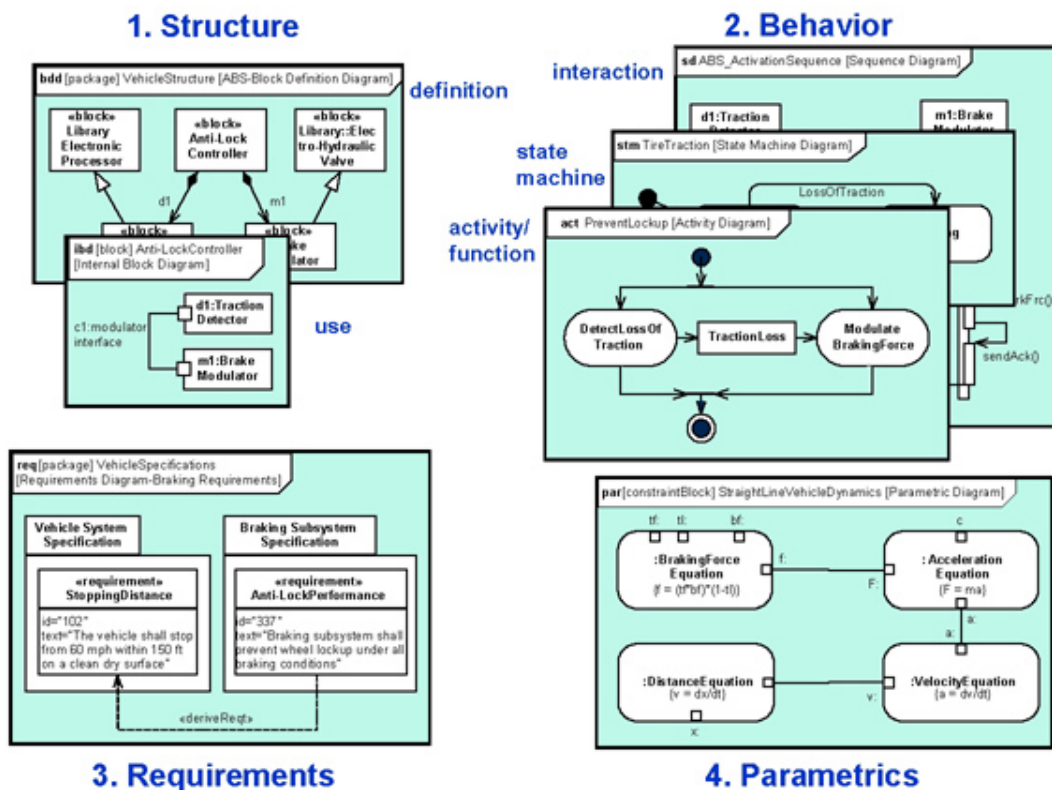 1. Structure
bdd [package] VehicleStructure [ABS-Block Definition Diagram]
definition
«block»
Library
Electronic
Processor
«block»
Anti-Lock
Controller
«block»
Library::Elec
tro-Hydraulic
Valve
d1
m1
«block»
«block»
ibd [block] Anti-LockController
[Internal Block Diagram]
use
c1:modulator
interface
d1:Traction
Detector
m1:Brake
Modulator
2. Behavior
interaction
sd ABS_ActivationSequence [Sequence Diagram]
d1:Traction
m1:Brake
state
machine
stm TireTraction [State Machine Diagram]
LossOfTraction
activity/
function
act PreventLockup [Activity Diagram]
DetectLossOf
Traction
TractionLoss
Modulate
BrakingForce
rkFrc()
sendAck()
req [package] VehicleSpecifications
[Requirements Diagram-Braking Requirements]
Vehicle System
Specification
«requirement»
StoppingDistance
id="102"
text="The vehicle shall stop
from 60 mph within 150 ft
on a clean dry surface"
Braking Subsystem
Specification
«requirement»
Anti-LockPerformance
id="337"
text="Braking subsystem shall
prevent wheel lockup under all
braking conditions"
«deriveReqt»
3. Requirements
par [constraintBlock] StraightLineVehicleDynamics [Parametric Diagram]
tf:
tl:
bf:
c
:BrakingForce
Equation
{f = (tf*bf)*(1-tl)}
f:
F:
:Acceleration
Equation
{F = ma}
a:
a:
:DistanceEquation
{v = dx/dt}
v:
:VelocityEquation
{a = dv/dt}
x:
4. Parametrics